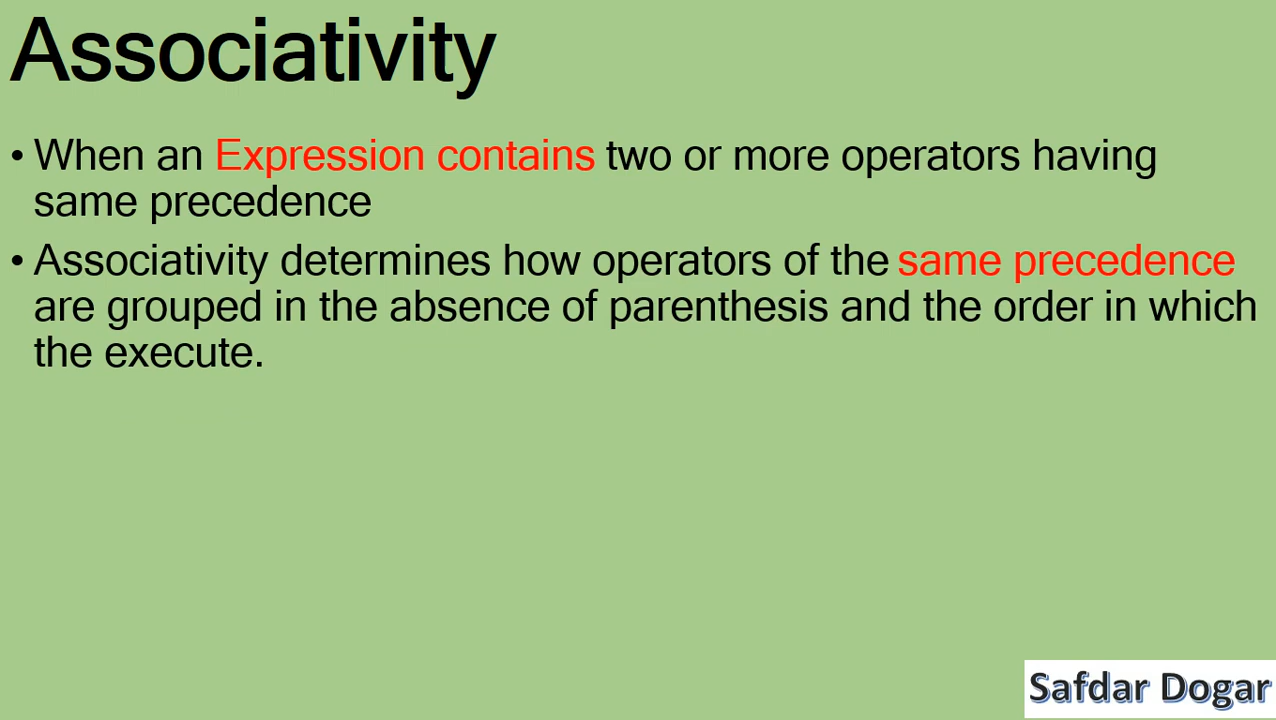 Associativity
• When an Expression contains two or more operators having
same precedence
• Associativity determines how operators of the same precedence
are grouped in the absence of parenthesis and the order in which
the execute.
Safdar Dogar